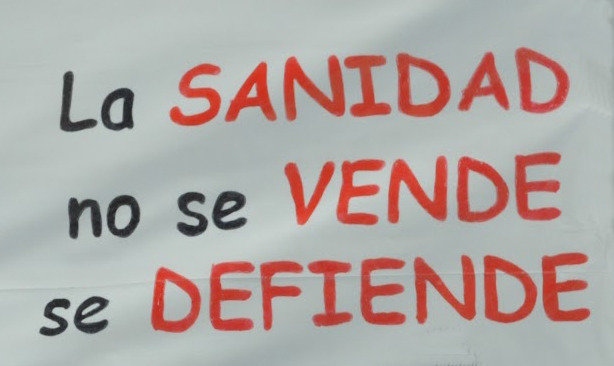 La SANIDAD
no se VENDE
se DEFIENDE